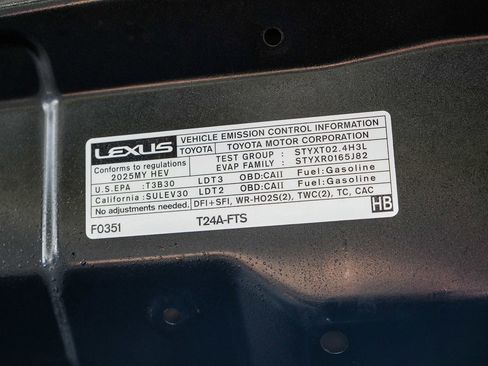 LEXUS VEHICLE EMISSION CONTROL INFORMATION
TOYOTA TOYOTA MOTOR CORPORATION
Conforms to regulations TEST GROUP : STYXT02.4H3L
2025MY HEV EVAP FAMILY : STYXR0165J82
U.S.EPA : T3B30 LDT3 OBD:CAII Fuel:Gasoline
California : SULEV30 LDT2 OBD:CAII Fuel:Gasoline
No adjustments needed. DFI+SFI, WR-HO2S(2), TWC(2), TC, CAC
F0351 T24A-FTS HB